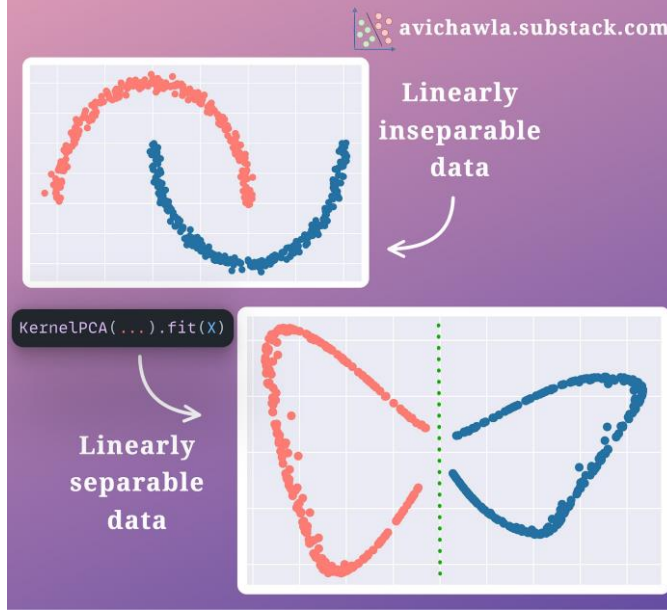 avichawla.substack.com
Linearly
inseparable
data
KernelPCA(...).fit(X)
Linearly
separable
data